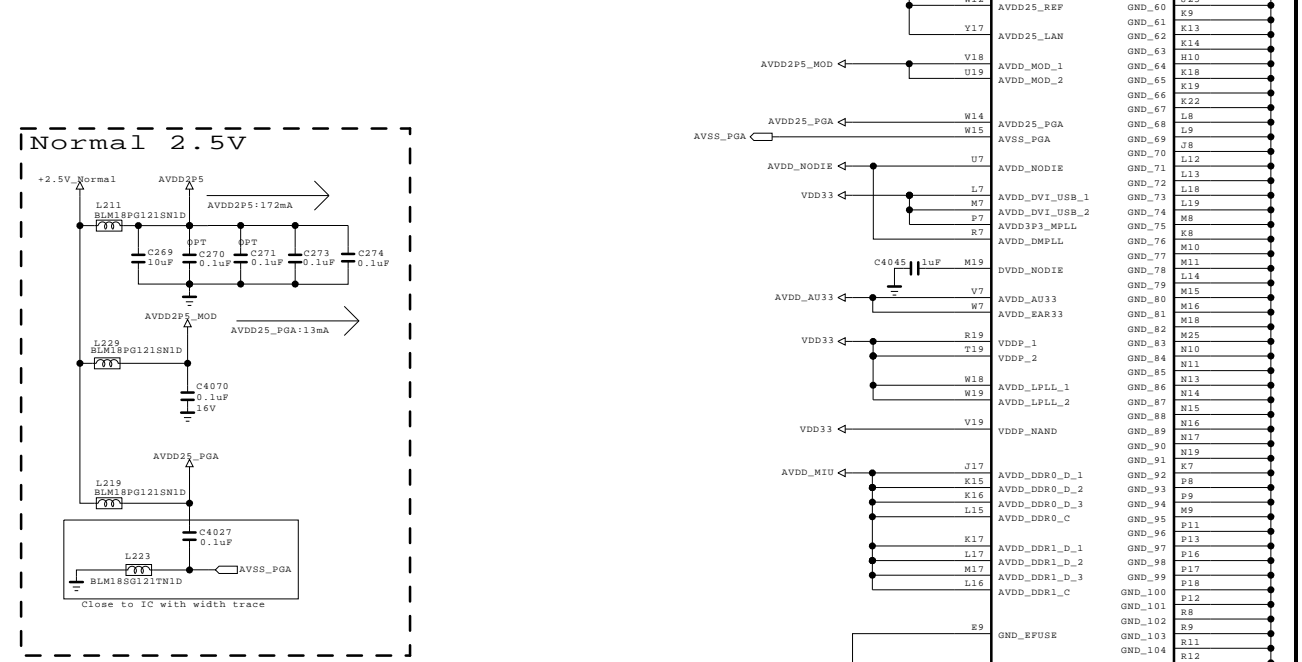 Normal 2.5V
+2.5V_Normal
AVDD2P5
AVDD2P5:172mA
L211
BLM18PG121SN1D
OPT
OPT
C269
10uF
C270
0.1uF
C271
0.1uF
C273
0.1uF
C274
0.1uF
AVDD2P5_MOD
AVDD25_PGA:13mA
L229
BLM18PG121SN1D
C4070
0.1uF
16V
AVDD25_PGA
L219
BLM18PG121SN1D
C4027
0.1uF
L223
BLM18SG121TN1D
AVSS_PGA
Close to IC with width trace
AVDD25_REF
Y17
AVDD25_LAN
AVDD2P5_MOD
V18
AVDD_MOD_1
U19
AVDD_MOD_2
AVDD25_PGA
W14
AVDD25_PGA
AVSS_PGA
W15
AVSS_PGA
AVDD_NODIE
U7
AVDD_NODIE
VDD33
L7
AVDD_DVI_USB_1
M7
AVDD_DVI_USB_2
P7
AVDD3P3_MPLL
R7
AVDD_DMPLL
C4045
1uF
M19
DVDD_NODIE
AVDD_AU33
V7
AVDD_AU33
W7
AVDD_EAR33
VDD33
R19
VDDP_1
T19
VDDP_2
W18
AVDD_LPLL_1
W19
AVDD_LPLL_2
VDD33
V19
VDDP_NAND
AVDD_MIU
J17
AVDD_DDR0_D_1
K15
AVDD_DDR0_D_2
K16
AVDD_DDR0_D_3
L15
AVDD_DDR0_C
K17
AVDD_DDR1_D_1
L17
AVDD_DDR1_D_2
M17
AVDD_DDR1_D_3
L16
AVDD_DDR1_C
E9
GND_EFUSE
GND_60
K9
GND_61
K13
GND_62
K14
GND_63
H10
GND_64
K18
GND_65
K19
GND_66
K22
GND_67
L8
GND_68
L9
GND_69
J8
GND_70
L12
GND_71
L13
GND_72
L18
GND_73
L19
GND_74
M8
GND_75
K8
GND_76
M10
GND_77
M11
GND_78
L14
GND_79
M15
GND_80
M16
GND_81
M18
GND_82
M25
GND_83
N10
GND_84
N11
GND_85
N13
GND_86
N14
GND_87
N15
GND_88
N16
GND_89
N17
GND_90
N19
GND_91
K7
GND_92
P8
GND_93
P9
GND_94
M9
GND_95
P11
GND_96
P13
GND_97
P16
GND_98
P17
GND_99
P18
GND_100
P12
GND_101
R8
GND_102
R9
GND_103
R11
GND_104
R12